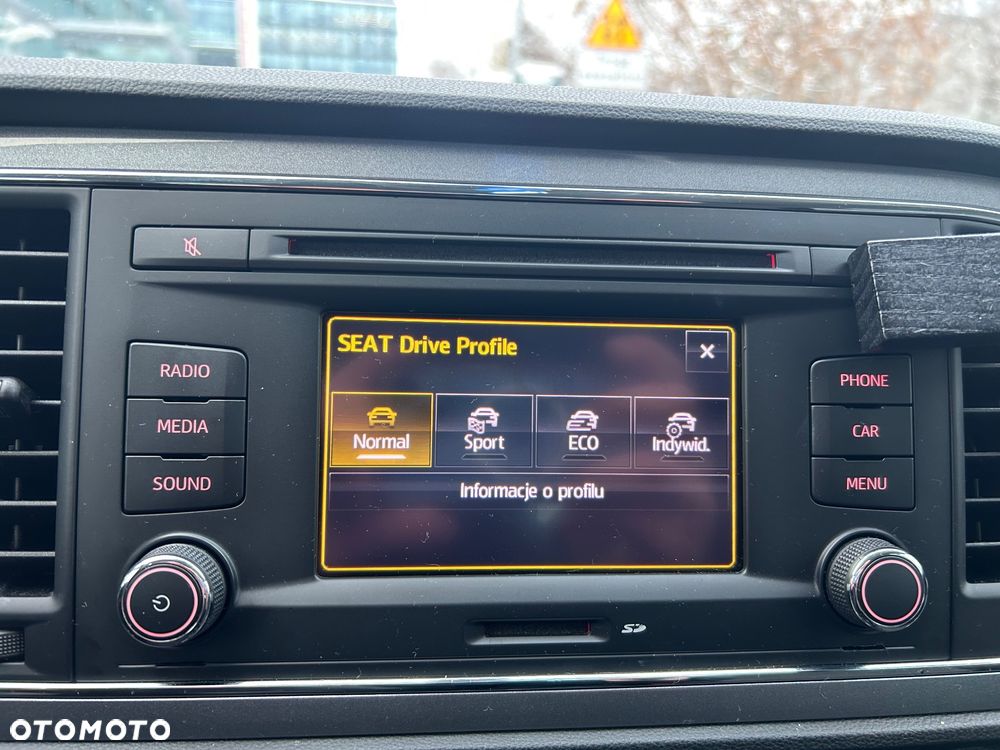 SEAT Drive Profile
RADIO
PHONE
Normal
Sport
ECO
Indywid.
MEDIA
CAR
SOUND
MENU
Informacje o profilu
SD
OTOMOTO